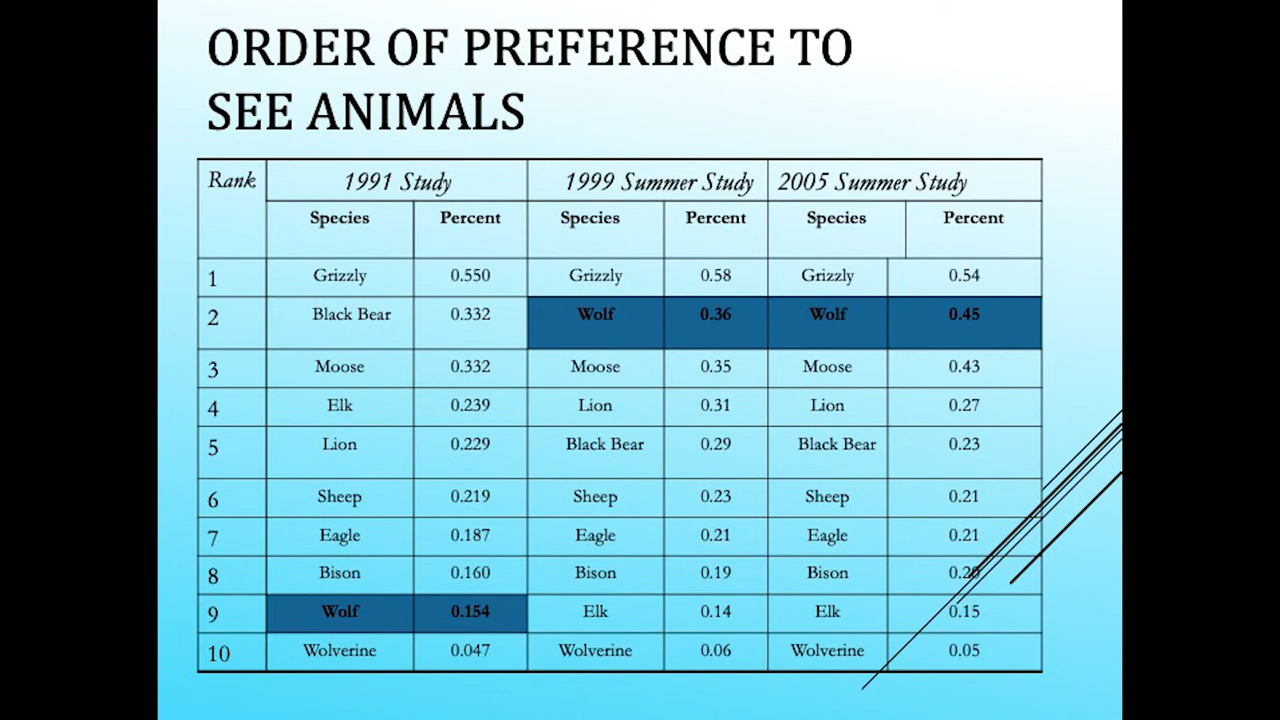 ORDER OF PREFERENCE TO
SEE ANIMALS
Rank 1991 Study 1999 Summer Study 2005 Summer Study
Species Percent Species Percent Species Percent
1 Grizzly 0.550 Grizzly 0.58 Grizzly 0.54
2 Black Bear 0.332 Wolf 0.36 Wolf 0.45
3 Moose 0.332 Moose 0.35 Moose 0.43
4 Elk 0.239 Lion 0.31 Lion 0.27
5 Lion 0.229 Black Bear 0.29 Black Bear 0.23
6 Sheep 0.219 Sheep 0.23 Sheep 0.21
7 Eagle 0.187 Eagle 0.21 Eagle 0.21
8 Bison 0.160 Bison 0.19 Bison 0.20
9 Wolf 0.154 Elk 0.14 Elk 0.15
10 Wolverine 0.047 Wolverine 0.06 Wolverine 0.05